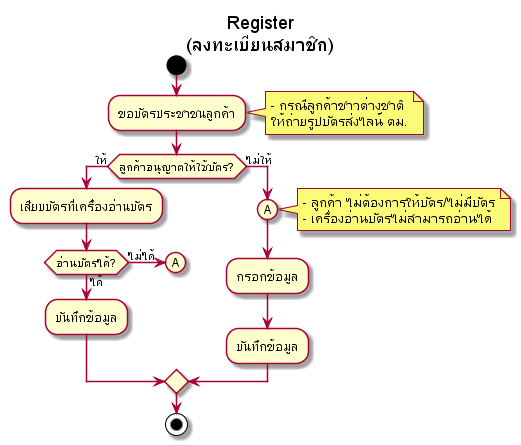 Register
(ลงทะเบียนสมาชิก)
ขอบัตรประชาชนลูกค้า
- กรณีลูกค้าชาวต่างชาติ
ให้ถ่ายรูปบัตรส่งไลน์ ตม.
ลูกค้าอนุญาตให้ใช้บัตร?
ให้
ไม่ให้
เสียบบัตรที่เครื่องอ่านบัตร
A
- ลูกค้า ไม่ต้องการให้บัตร/ไม่มีบัตร
- เครื่องอ่านบัตรไม่สามารถอ่านได้
อ่านบัตรได้?
ไม่ได้
A
ได้
กรอกข้อมูล
บันทึกข้อมูล
บันทึกข้อมูล